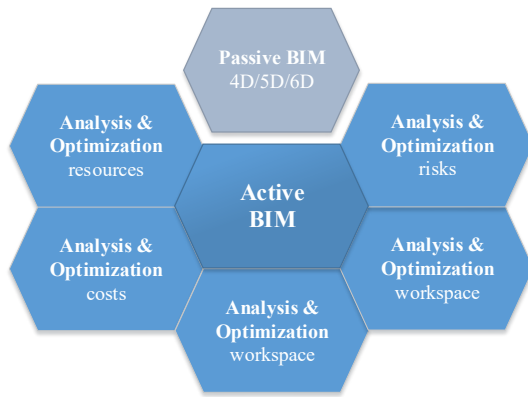 Passive BIM
4D/5D/6D
Analysis &
Optimization
resources
Analysis &
Optimization
risks
Active
BIM
Analysis &
Optimization
costs
Analysis &
Optimization
workspace
Analysis &
Optimization
workspace